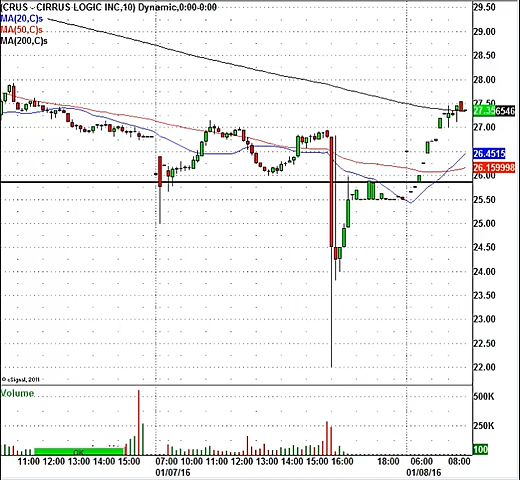 (CRUS - CIRRUS LOGIC INC,10) Dynamic,0:00-0:00
MA(20,C)s
MA(50,C)s
MA(200,C)s
29.50
29.00
28.50
28.00
27.50
27.00
26.4515
26.159998
26.00
25.50
25.00
24.50
24.00
23.50
23.00
22.50
22.00
© eSignal, 2011
Volume
500K
250K
100
OK
11:00 12:00 13:00 14:00 15:00 07:00 10:00 11:00 12:00 13:00 14:00 15:00 16:00 18:00 06:00 08:00
01/07/16 01/08/16